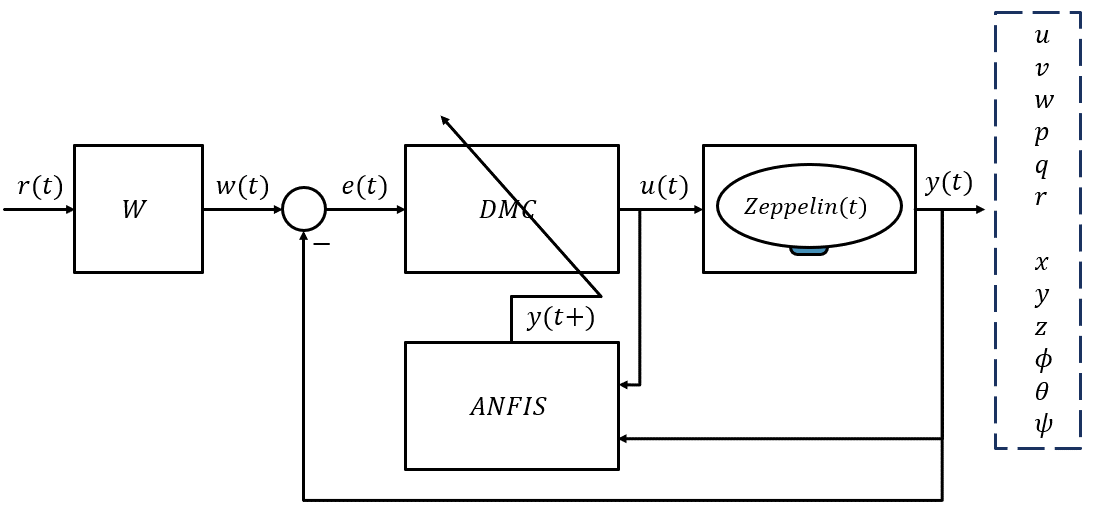 r(t)
W
w(t)
−
e(t)
DMC
u(t)
Zeppelin(t)
y(t)
y(t+)
ANFIS
u
v
w
p
q
r
x
y
z
ϕ
θ
ψ